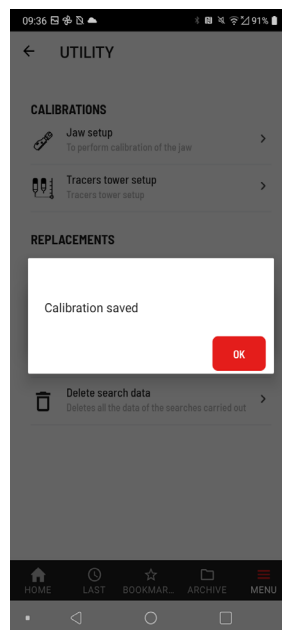 09:36
91%
UTILITY
CALIBRATIONS
Jaw setup
To perform calibration of the jaw
Tracers tower setup
Tracers tower setup
REPLACEMENTS
Calibration saved
OK
Delete search data
Deletes all the data of the searches carried out
HOME
LAST
BOOKMAR...
ARCHIVE
MENU